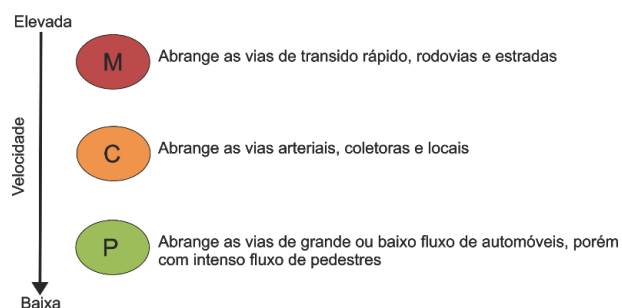 Elevada
M
Abrange as vias de transido rápido, rodovias e estradas
Velocidade
C
Abrange as vias arteriais, coletoras e locais
P
Abrange as vias de grande ou baixo fluxo de automóveis, porém
com intenso fluxo de pedestres
Baixa